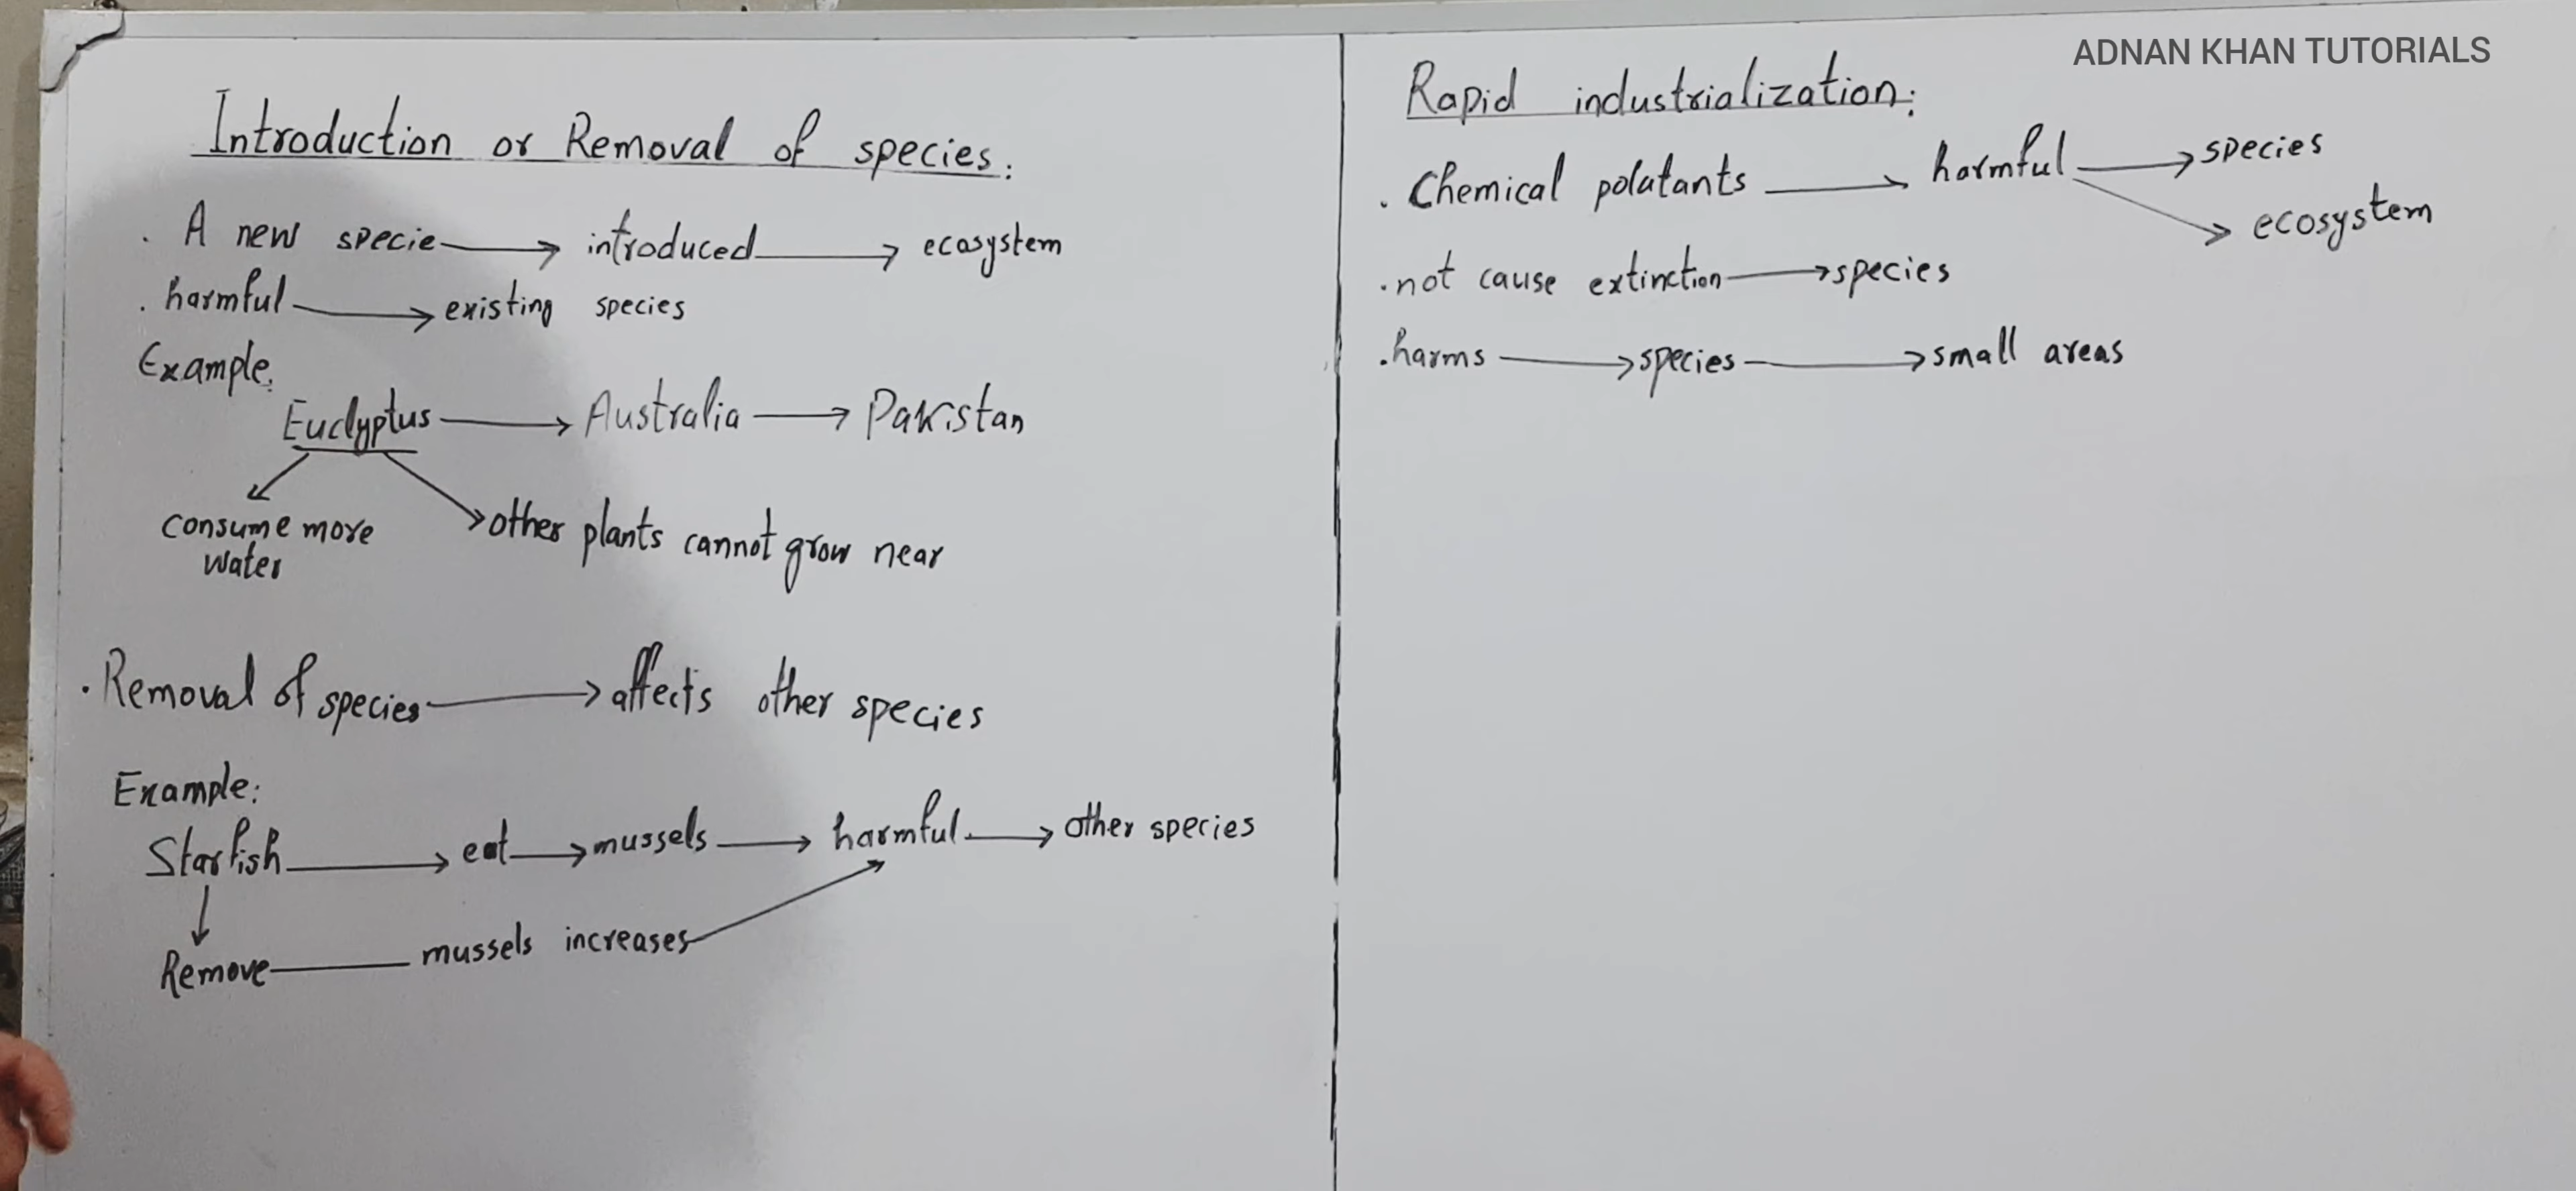 ADNAN KHAN TUTORIALS
Introduction or Removal of species:
. A new specie → introduced → ecosystem
. harmful → existing species
Example:
Euclyptus → Australia → Pakistan
consume more
water
other plants cannot grow near
. Removal of species → affects other species
Example:
Starfish → eat → mussels → harmful → other species
Remove — mussels increases
Rapid industrialization:
. Chemical polutants → harmful → species
→ ecosystem
. not cause extinction → species
. harms → species → small areas